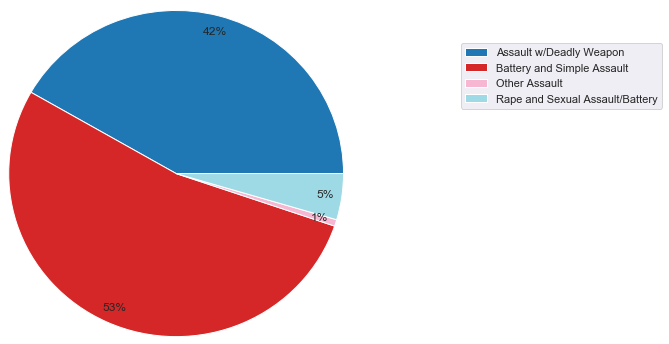 42%
Assault w/Deadly Weapon
Battery and Simple Assault
Other Assault
Rape and Sexual Assault/Battery
5%
1%
53%